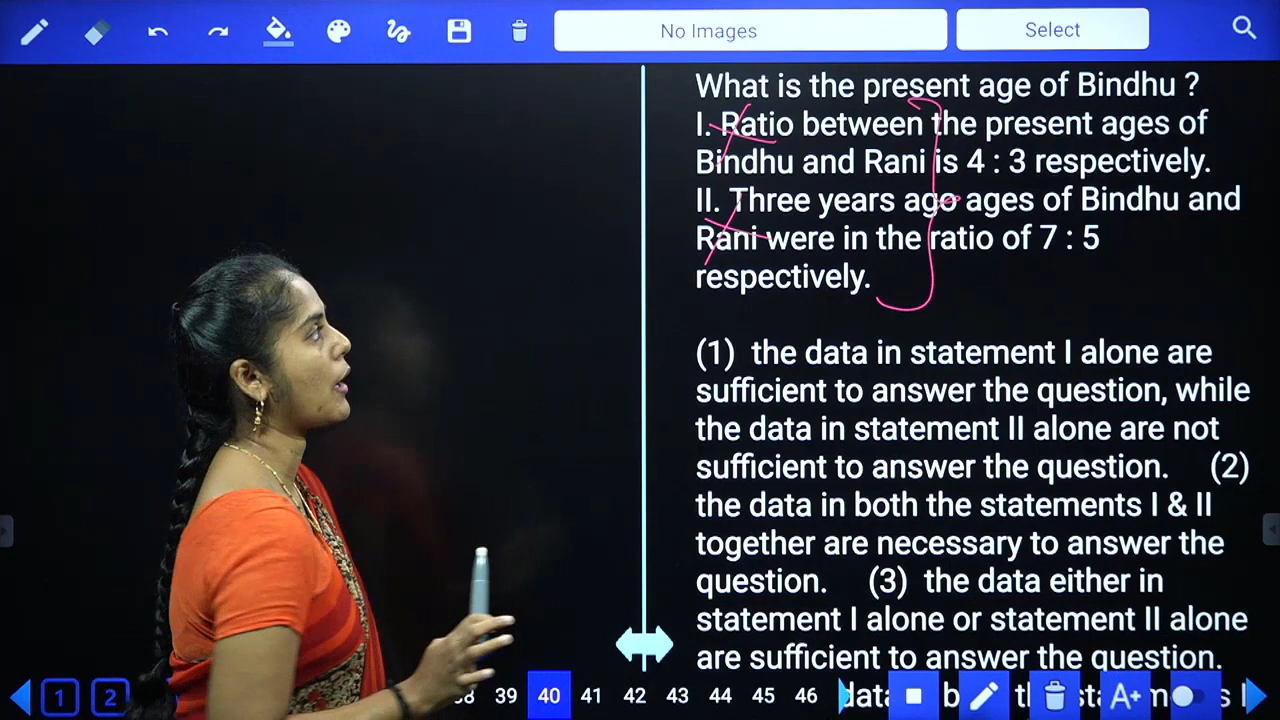 No Images
Select
What is the present age of Bindhu ?
I. Ratio between the present ages of
Bindhu and Rani is 4 : 3 respectively.
II. Three years ago ages of Bindhu and
Rani were in the ratio of 7 : 5
respectively.
(1) the data in statement I alone are
sufficient to answer the question, while
the data in statement II alone are not
sufficient to answer the question. (2)
the data in both the statements I & II
together are necessary to answer the
question. (3) the data either in
statement I alone or statement II alone
are sufficient to answer the question.
1 2 39 40 41 42 43 44 45 46 data A+